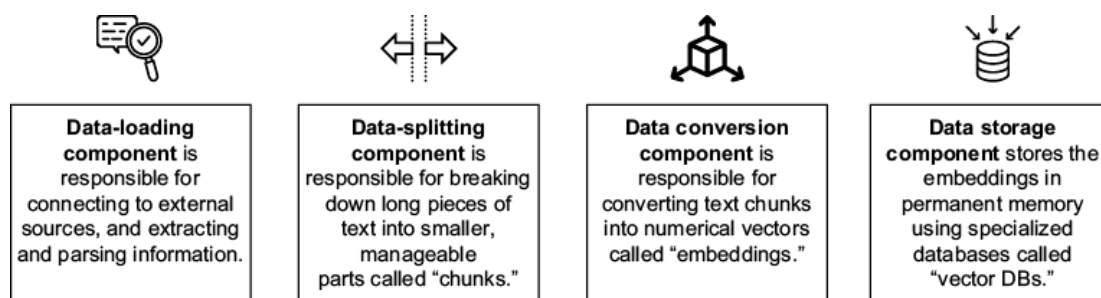 Data-loading
component is
responsible for
connecting to external
sources, and extracting
and parsing information.
Data-splitting
component is
responsible for breaking
down long pieces of
text into smaller,
manageable
parts called “chunks.”
Data conversion
component is
responsible for
converting text chunks
into numerical vectors
called “embeddings.”
Data storage
component stores the
embeddings in
permanent memory
using specialized
databases called
“vector DBs.”